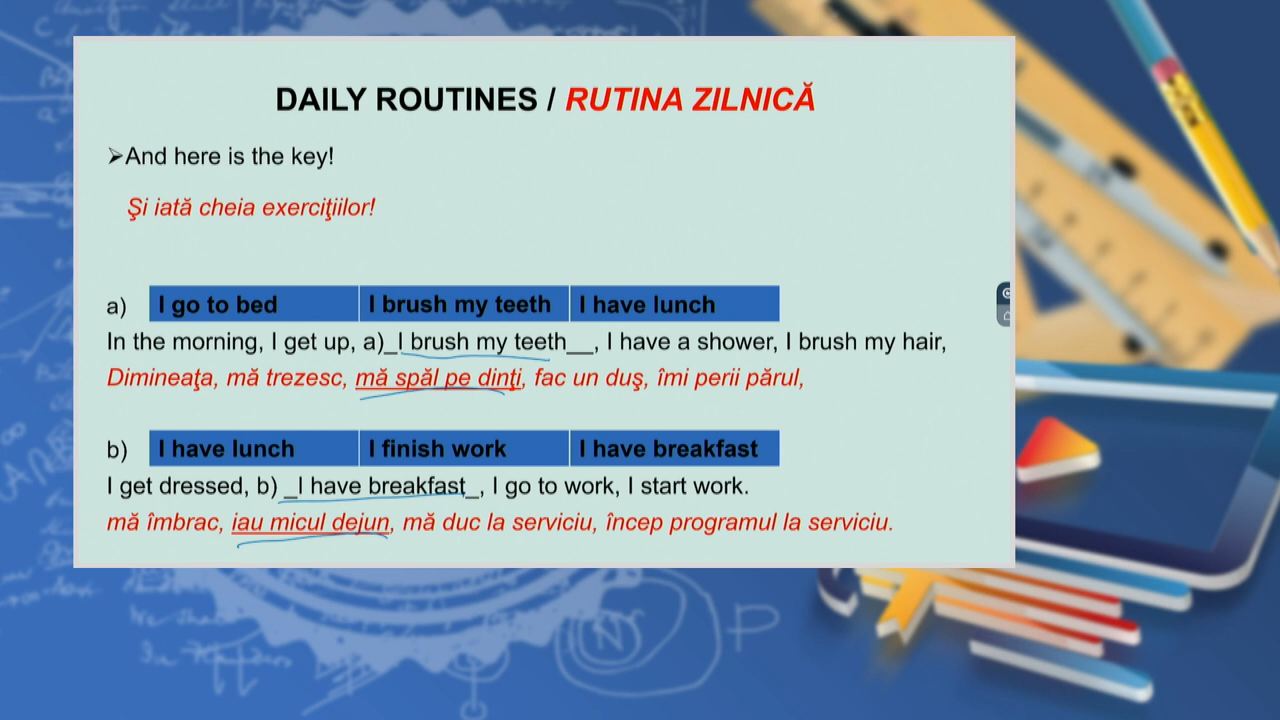 DAILY ROUTINES / RUTINA ZILNICĂ
➢And here is the key!
Şi iată cheia exerciţiilor!
a) I go to bed I brush my teeth I have lunch
In the morning, I get up, a)_I brush my teeth__, I have a shower, I brush my hair,
Dimineaţa, mă trezesc, mă spăl pe dinţi, fac un duş, îmi perii părul,
b) I have lunch I finish work I have breakfast
I get dressed, b) _I have breakfast_, I go to work, I start work.
mă îmbrac, iau micul dejun, mă duc la serviciu, încep programul la serviciu.
N
P